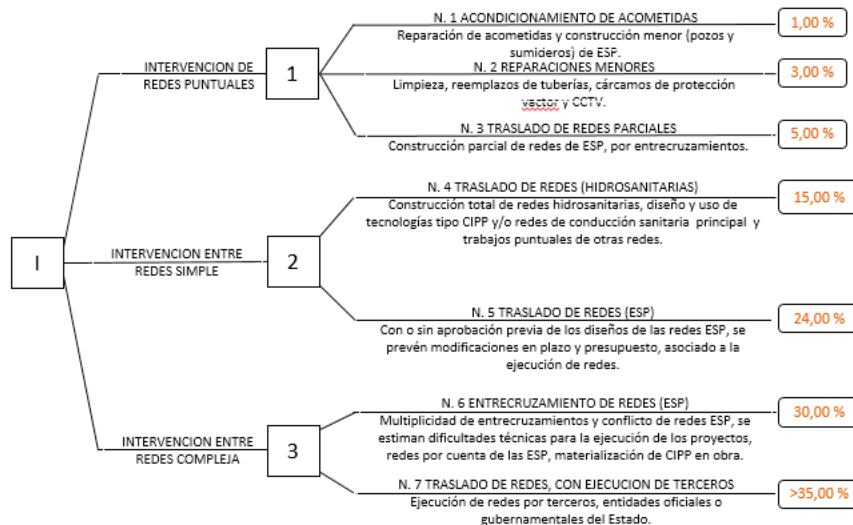 N. 1 ACONDICIONAMIENTO DE ACOMETIDAS
1,00 %
Reparación de acometidas y construcción menor (pozos y
sumideros) de ESP.
INTERVENCION DE
REDES PUNTUALES
1
N. 2 REPARACIONES MENORES
3,00 %
Limpieza, reemplazos de tuberías, cárcamos de protección
vactor y CCTV.
N. 3 TRASLADO DE REDES PARCIALES
5,00 %
Construcción parcial de redes de ESP, por entrecruzamientos.
N. 4 TRASLADO DE REDES (HIDROSANITARIAS)
15,00 %
Construcción total de redes hidrosanitarias, diseño y uso de
tecnologías tipo CIPP y/o redes de conducción sanitaria principal y
trabajos puntuales de otras redes.
I
INTERVENCION ENTRE
REDES SIMPLE
2
N. 5 TRASLADO DE REDES (ESP)
24,00 %
Con o sin aprobación previa de los diseños de las redes ESP, se
prevén modificaciones en plazo y presupuesto, asociado a la
ejecución de redes.
N. 6 ENTRECRUZAMIENTO DE REDES (ESP)
30,00 %
Multiplicidad de entrecruzamientos y conflicto de redes ESP, se
estiman dificultades técnicas para la ejecución de los proyectos,
redes por cuenta de las ESP, materialización de CIPP en obra.
INTERVENCION ENTRE
REDES COMPLEJA
3
N. 7 TRASLADO DE REDES, CON EJECUCION DE TERCEROS
>35,00 %
Ejecución de redes por terceros, entidades oficiales o
gubernamentales del Estado.